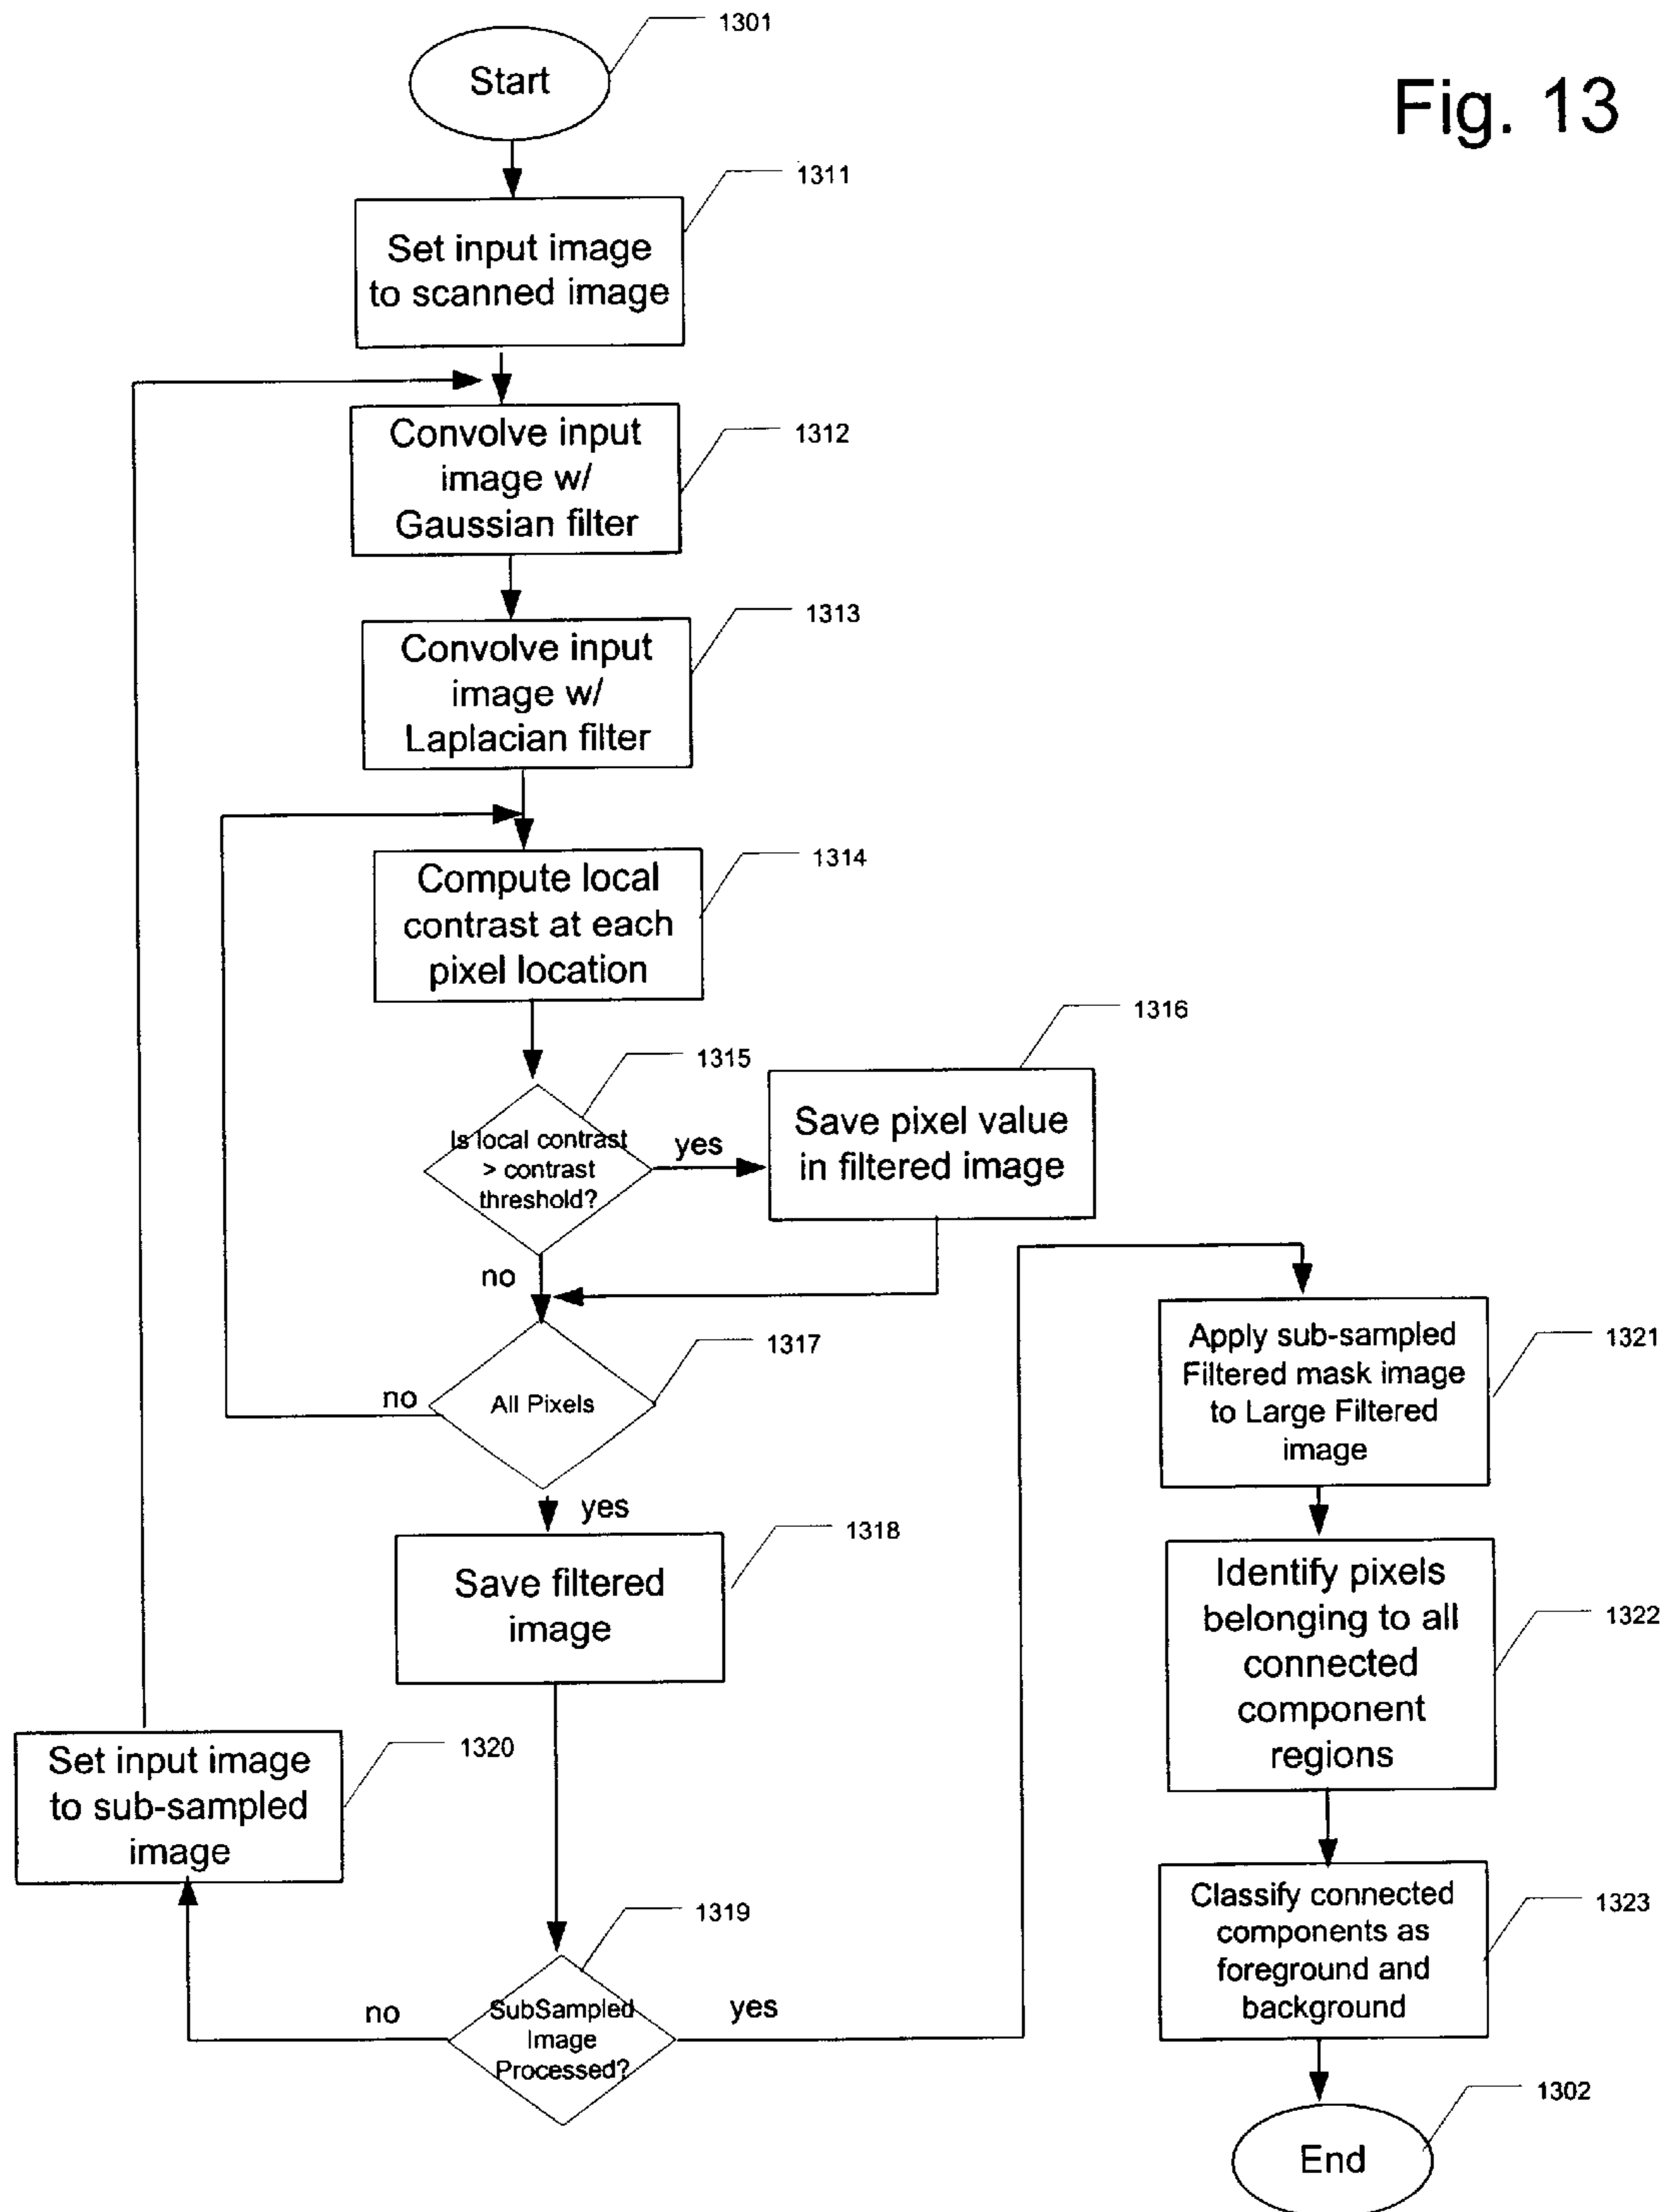 Fig. 13
1301
Start
1311
Set input image
to scanned image
1312
Convolve input
image w/
Gaussian filter
1313
Convolve input
image w/
Laplacian filter
1314
Compute local
contrast at each
pixel location
1315
Is local contrast
> contrast
threshold?
yes
no
1316
Save pixel value
in filtered image
1317
All Pixels
no
yes
1318
Save filtered
image
1319
SubSampled
Image
Processed?
no
yes
1320
Set input image
to sub-sampled
image
1321
Apply sub-sampled
Filtered mask image
to Large Filtered
image
1322
Identify pixels
belonging to all
connected
component
regions
1323
Classify connected
components as
foreground and
background
1302
End